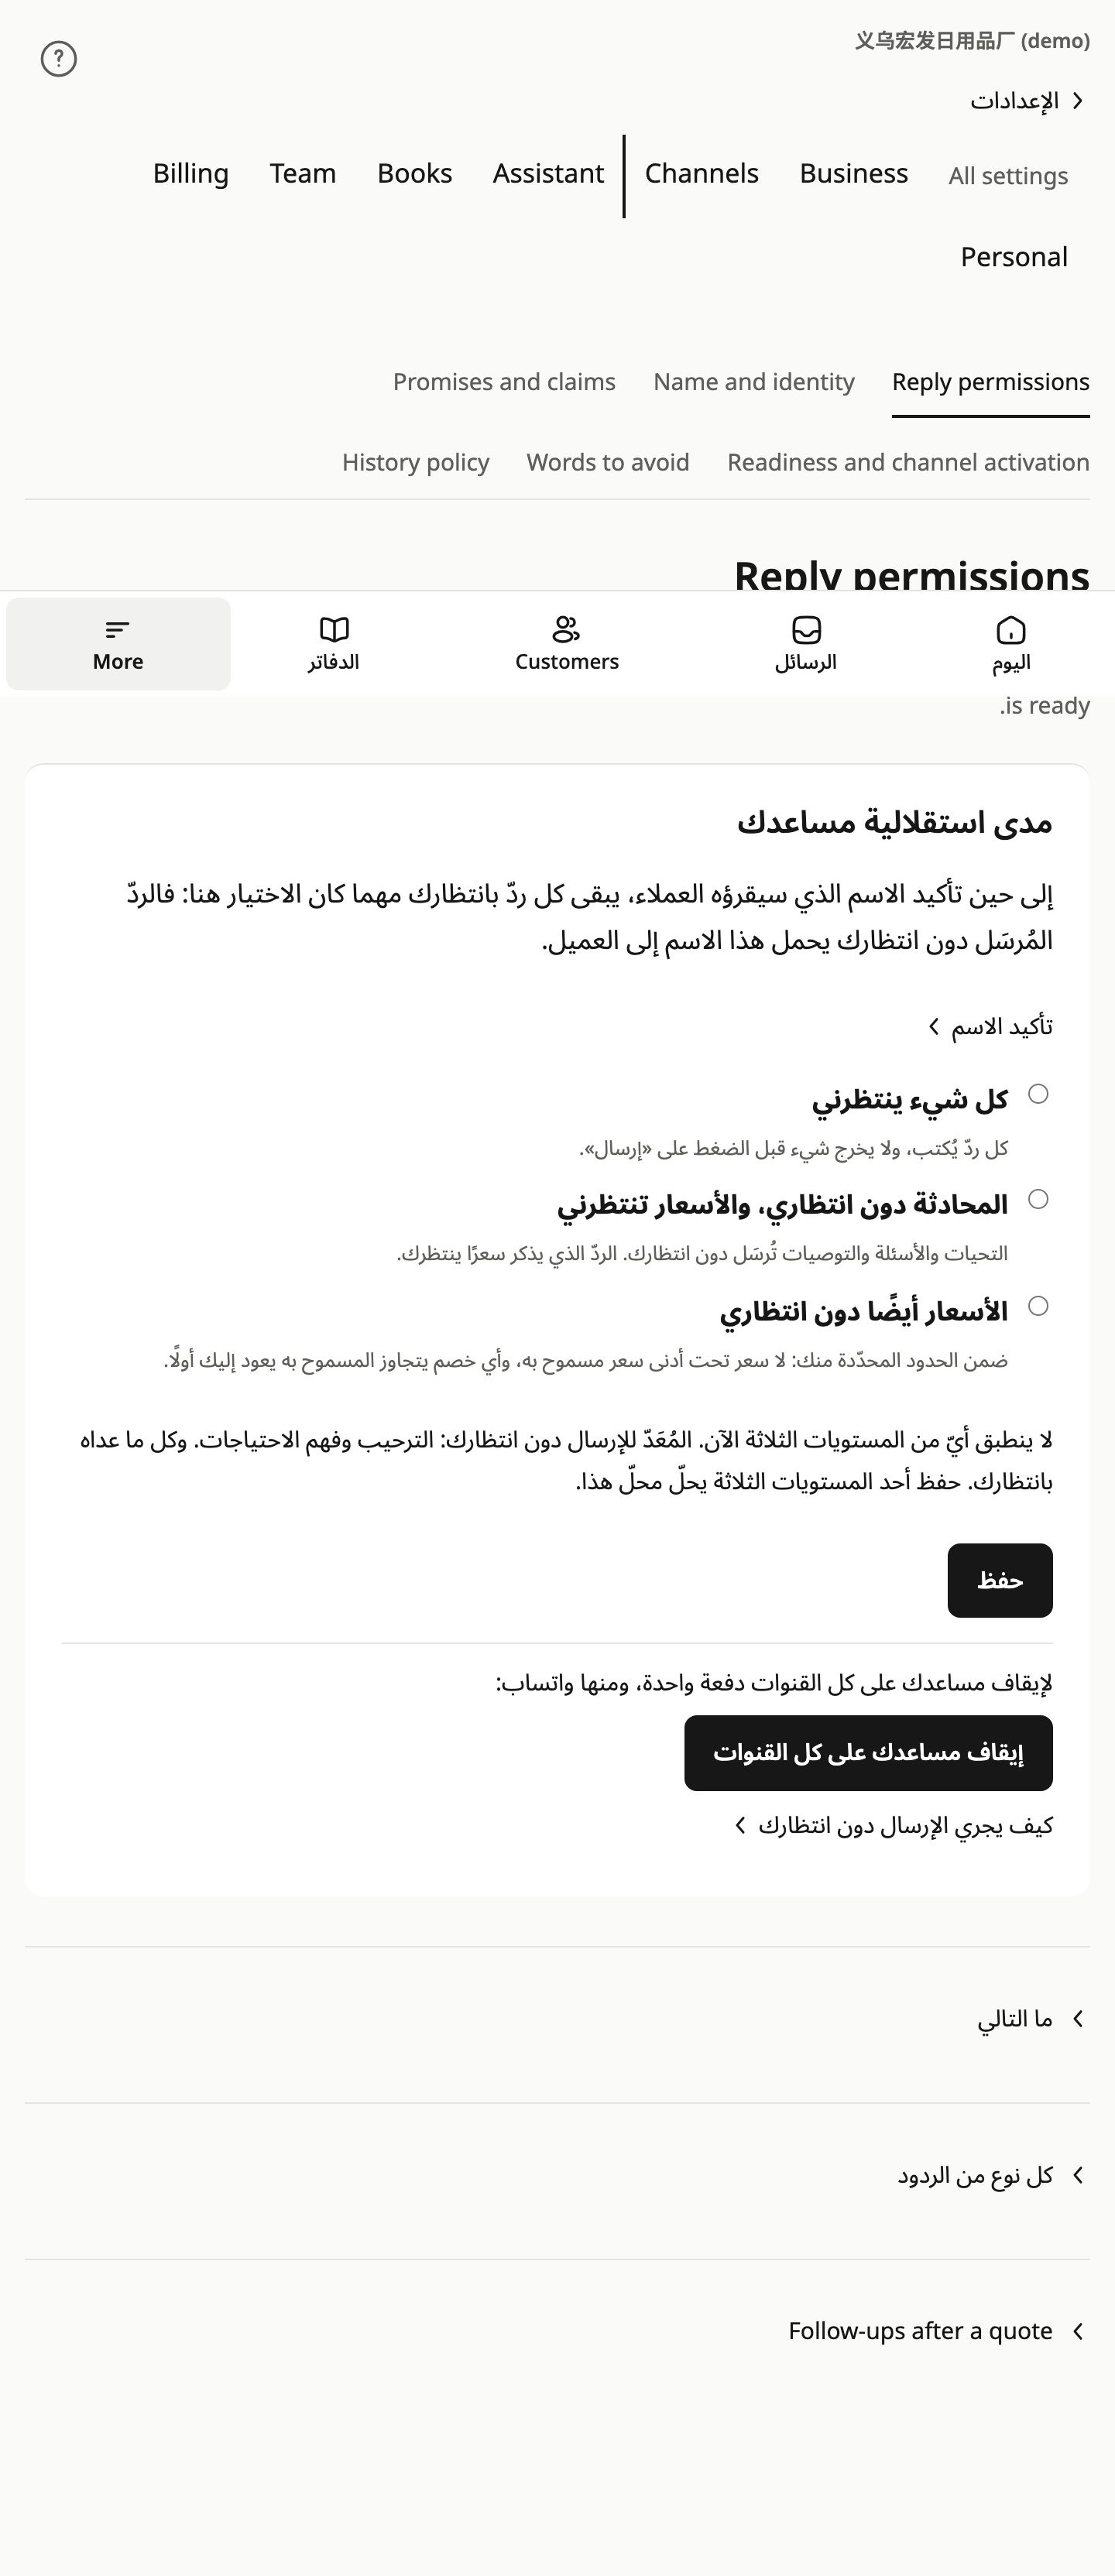 义乌宏发日用品厂 (demo)
الإعدادات
All settings Business Channels Assistant Books Team Billing
Personal
Reply permissions Name and identity Promises and claims
Readiness and channel activation Words to avoid History policy
Reply permissions
اليوم الرسائل Customers الدفاتر More
is ready.
مدى استقلالية مساعدك
إلى حين تأكيد الاسم الذي سيقرؤه العملاء، يبقى كل ردّ بانتظارك مهما كان الاختيار هنا: فالردّ
المُرسَل دون انتظارك يحمل هذا الاسم إلى العميل.
تأكيد الاسم
كل شيء ينتظرني
كل ردّ يُكتب، ولا يخرج شيء قبل الضغط على «إرسال».
المحادثة دون انتظاري، والأسعار تنتظرني
التحيات والأسئلة والتوصيات تُرسَل دون انتظارك. الردّ الذي يذكر سعرًا ينتظرك.
الأسعار أيضًا دون انتظاري
ضمن الحدود المحدّدة منك: لا سعر تحت أدنى سعر مسموح به، وأي خصم يتجاوز المسموح به يعود إليك أولًا.
لا ينطبق أيّ من المستويات الثلاثة الآن. المُعَدّ للإرسال دون انتظارك: الترحيب وفهم الاحتياجات. وكل ما عداه
بانتظارك. حفظ أحد المستويات الثلاثة يحلّ محلّ هذا.
حفظ
لإيقاف مساعدك على كل القنوات دفعة واحدة، ومنها واتساب:
إيقاف مساعدك على كل القنوات
كيف يجري الإرسال دون انتظارك
ما التالي
كل نوع من الردود
Follow-ups after a quote